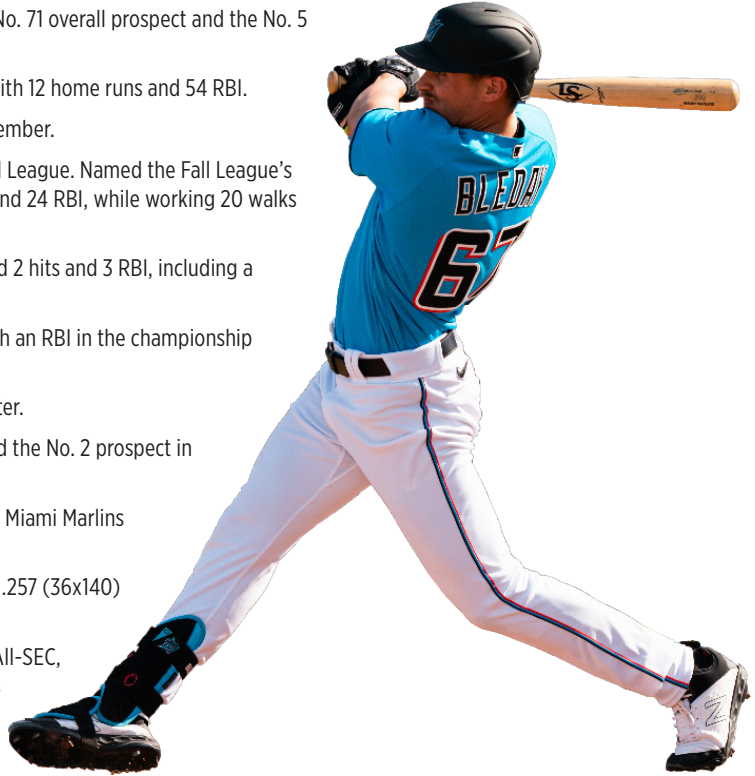 No. 71 overall prospect and the No. 5
ith 12 home runs and 54 RBI.
ember.
l League. Named the Fall League's
nd 24 RBI, while working 20 walks
d 2 hits and 3 RBI, including a
h an RBI in the championship
ter.
d the No. 2 prospect in
Miami Marlins
.257 (36x140)
All-SEC,
BLEDAY
67
LS